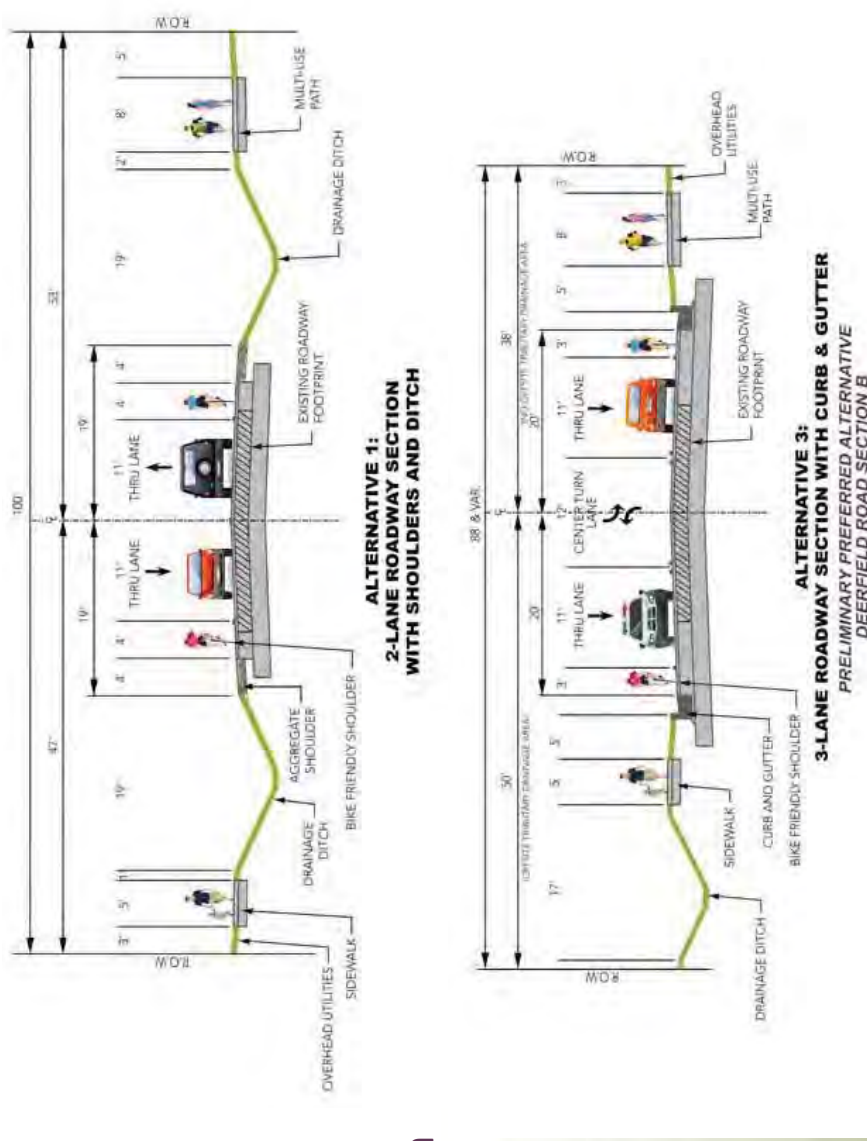 100'
47'
53'
R.O.W.
R.O.W.
3'
5'
1'
19'
19'
4'
4'
11'
THRU LANE
11'
THRU LANE
19'
4'
4'
19'
2'
8'
5'
OVERHEAD UTILITIES
SIDEWALK
DRAINAGE
DITCH
AGGREGATE
SHOULDER
BIKE FRIENDLY SHOULDER
EXISTING ROADWAY
FOOTPRINT
DRAINAGE DITCH
MULTI-USE
PATH
ALTERNATIVE 1:
2-LANE ROADWAY SECTION
WITH SHOULDERS AND DITCH
88' & VAR.
50'
38'
R.O.W.
R.O.W.
17'
5'
5'
20'
3'
11'
THRU LANE
12'
CENTER TURN
LANE
20'
11'
THRU LANE
3'
5'
8'
3'
DRAINAGE DITCH
SIDEWALK
CURB AND GUTTER
BIKE FRIENDLY SHOULDER
EXISTING ROADWAY
FOOTPRINT
MULTI-USE
PATH
OVERHEAD
UTILITIES
ALTERNATIVE 3:
3-LANE ROADWAY SECTION WITH CURB & GUTTER
PRELIMINARY PREFERRED ALTERNATIVE
DEERFIELD ROAD SECTION B